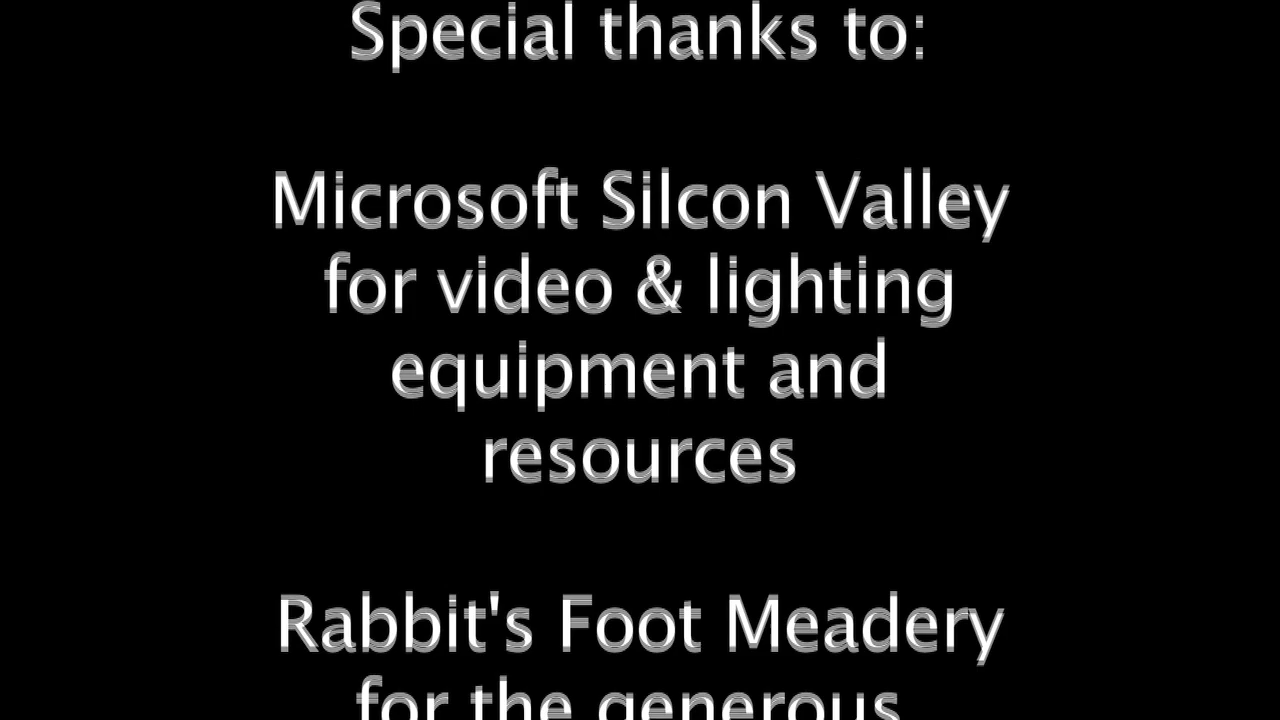 Special thanks to:
Microsoft Silcon Valley
for video & lighting
equipment and
resources
Rabbit's Foot Meadery
for the generous